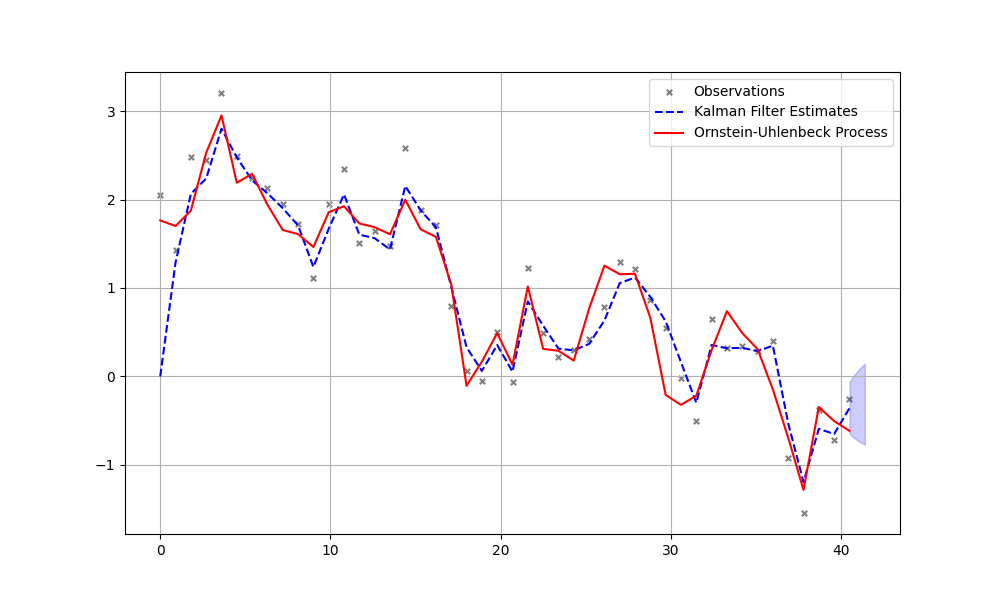 Observations
Kalman Filter Estimates
Ornstein-Uhlenbeck Process
3
2
1
0
−1
0 10 20 30 40